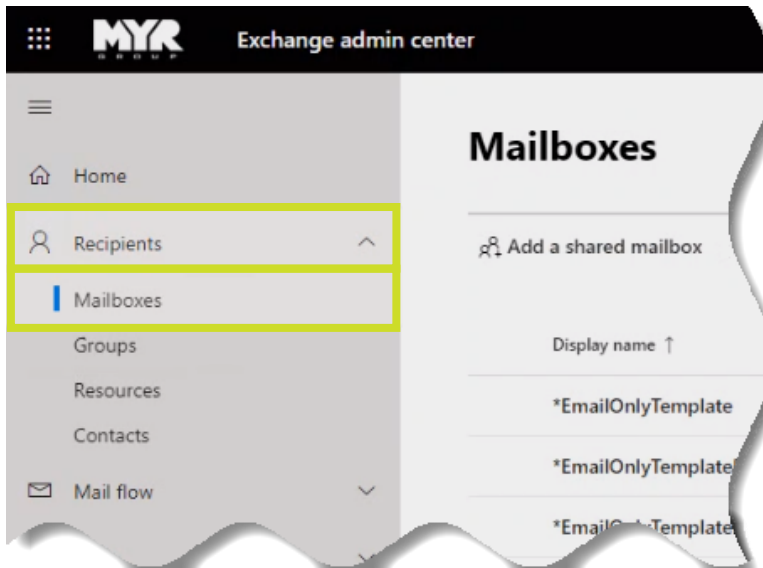 MYR
GROUP
Exchange admin center
Home
Recipients
Mailboxes
Groups
Resources
Contacts
Mail flow
Mailboxes
Add a shared mailbox
Display name ↑
*EmailOnlyTemplate
*EmailOnlyTemplate